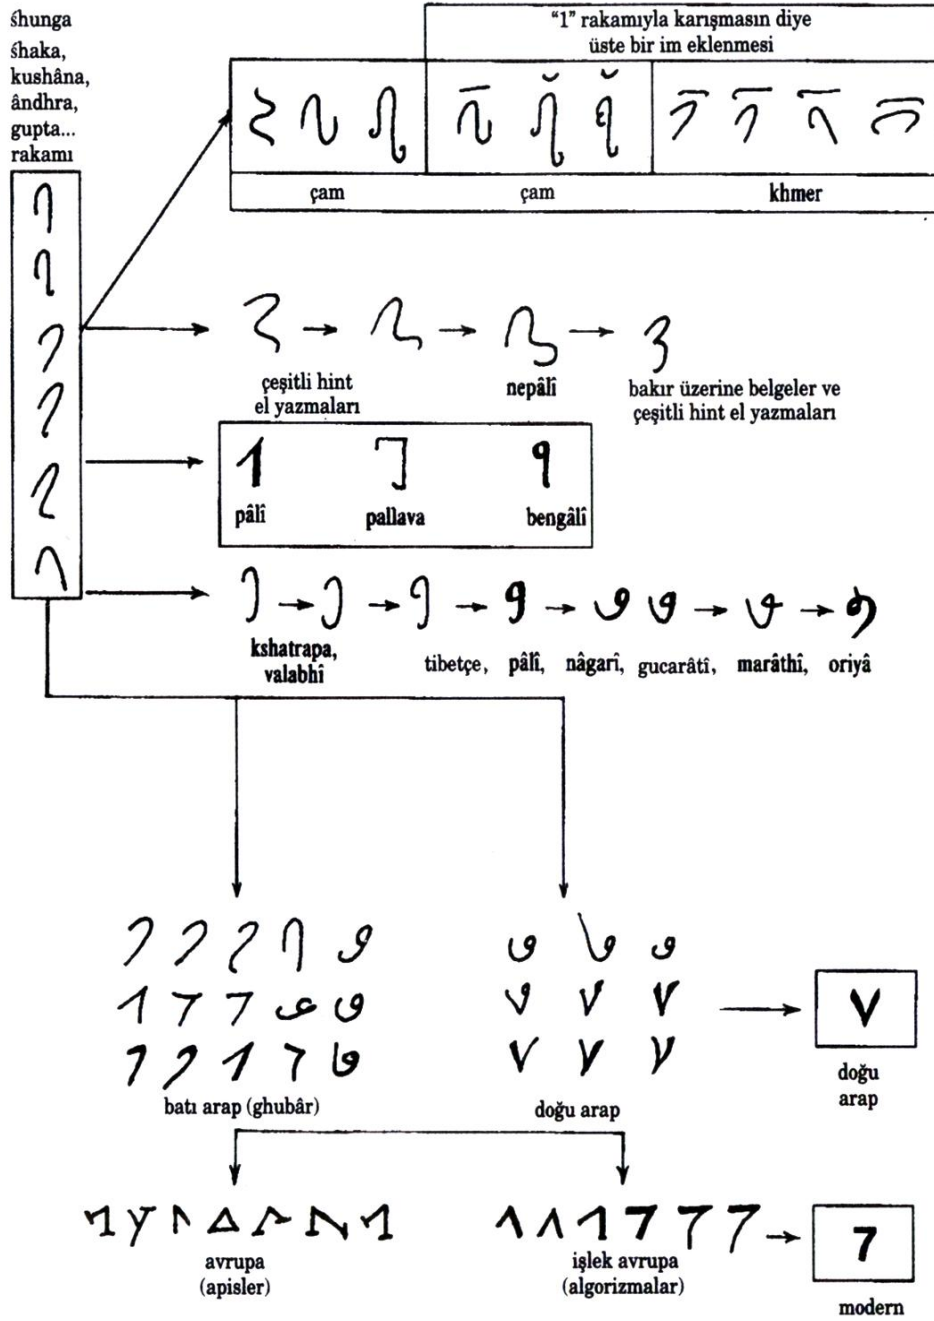 śhunga
śhaka,
kushâna,
ândhra,
gupta...
rakamı
“1” rakamıyla karışmasın diye
üste bir im eklenmesi
çam çam khmer
çeşitli hint
el yazmaları
nepâlî
bakır üzerine belgeler ve
çeşitli hint el yazmaları
pâlî pallava bengâlî
kshatrapa,
valabhî
tibetçe, pâlî, nâgarî, gucarâtî, marâthî, oriyâ
batı arap (ghubâr)
doğu arap
doğu
arap
avrupa
(apisler)
işlek avrupa
(algorizmalar)
7
modern